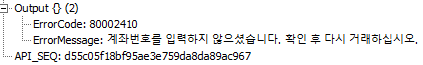 Output {} (2)
ErrorCode: 80002410
ErrorMessage: 계좌번호를 입력하지 않으셨습니다. 확인 후 다시 거래하십시오.
API_SEQ: d55c05f18bf95ae3e759da8da89ac967